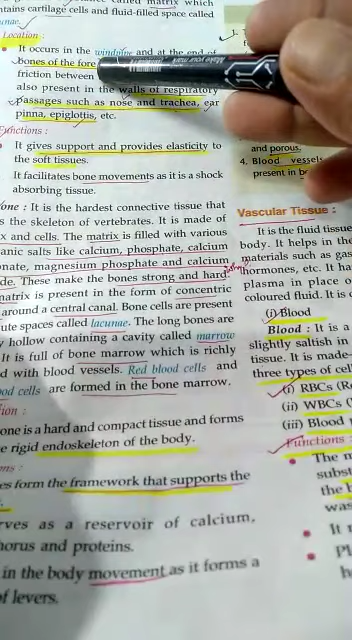 tains cartilage cells and fluid-filled space called
Location :
It occurs in the windpipe and at the end of
bones of the fore
friction between
also present in the walls of respiratory
passages such as nose and trachea, ear
pinna, epiglottis, etc.
Functions :
It gives support and provides elasticity to
the soft tissues.
It facilitates bone movements as it is a shock
absorbing tissue.
one : It is the hardest connective tissue that
s the skeleton of vertebrates. It is made of
x and cells. The matrix is filled with various
anic salts like calcium, phosphate, calcium
onate, magnesium phosphate and calcium
de. These make the bones strong and hard
matrix is present in the form of concentric
around a central canal. Bone cells are present
ute spaces called lacunae. The long bones are
hollow containing a cavity called marrow
It is full of bone marrow which is richly
d with blood vessels. Red blood cells and
ood cells are formed in the bone marrow.
tion :
one is a hard and compact tissue and forms
e rigid endoskeleton of the body.
ns :
es form the framework that supports the
rves as a reservoir of calcium,
horus and proteins.
in the body movement as it forms a
of levers.
Make your mark
and porous.
4. Blood vessels
present in b
Vascular Tissue :
It is the fluid tissue
body. It helps in the
materials such as gas
hormones, etc. It ha
plasma in place o
coloured fluid. It is
(i) Blood
Blood : It is a
slightly saltish in
tissue. It is made
three types of cel
(i) RBCs (Re
(ii) WBCs (
(iii) Blood
Functions :
The m
subst
the b
was
It r
Pl
h